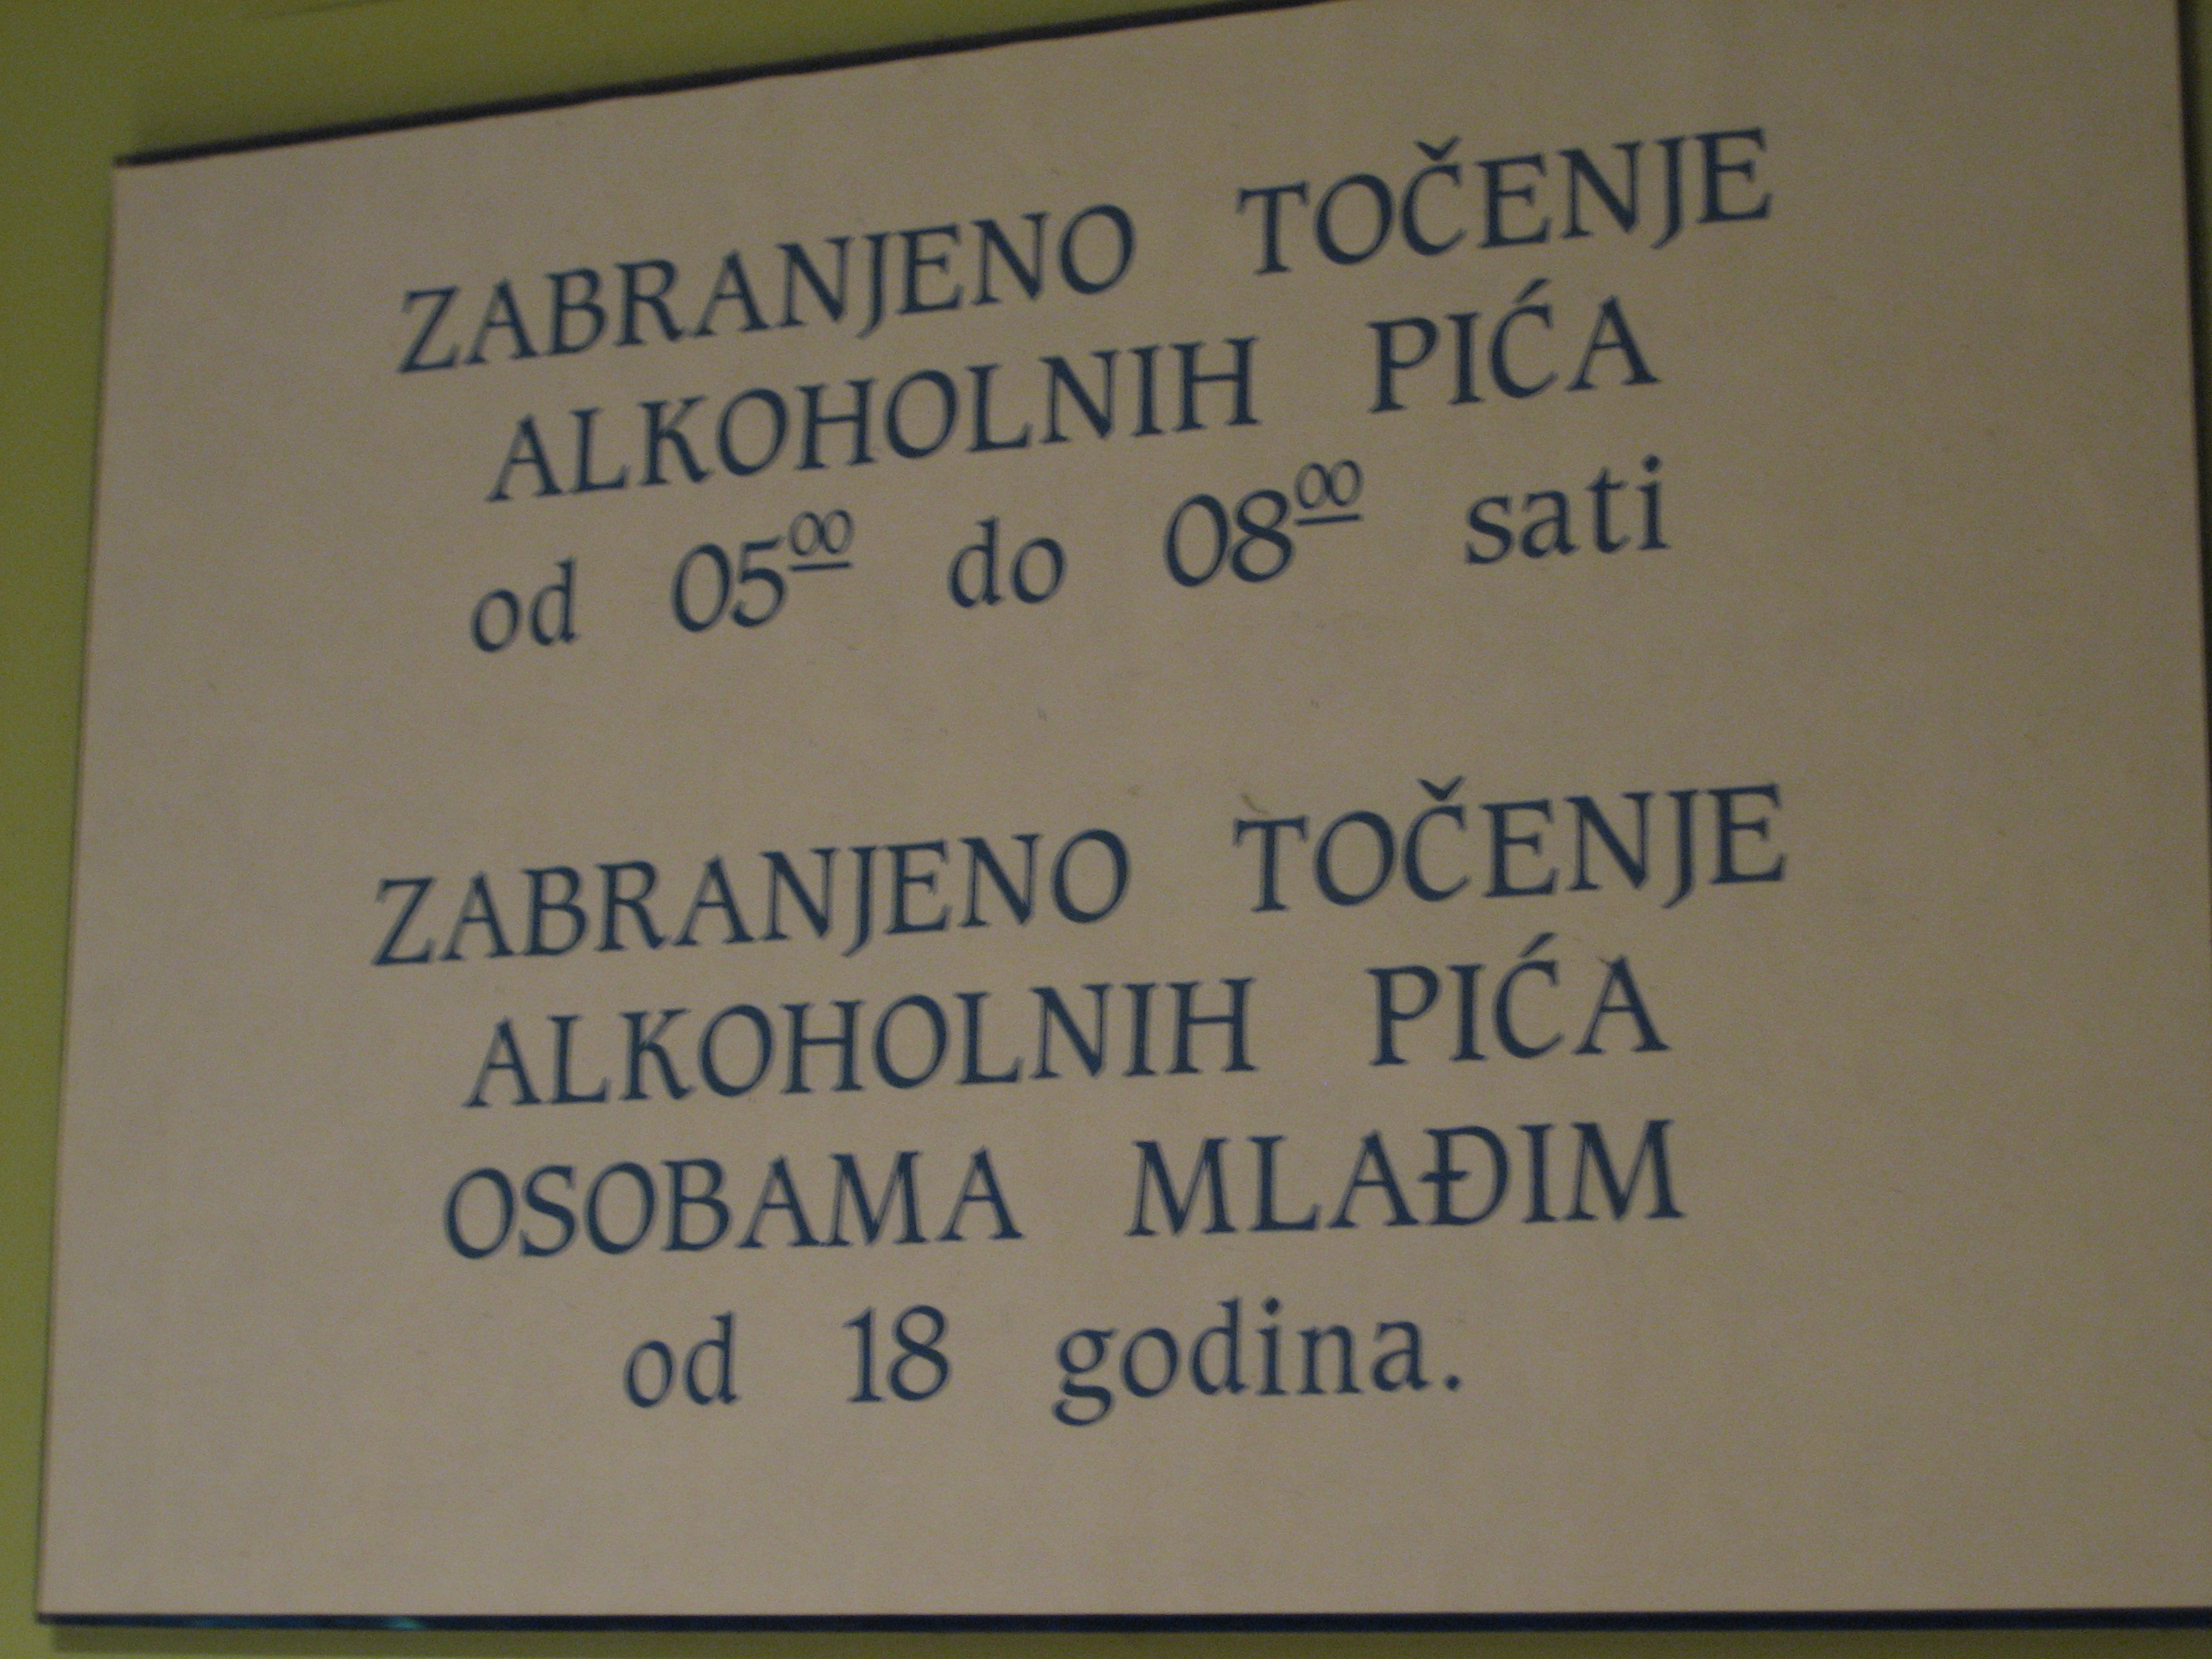 ZABRANJENO TOČENJE
ALKOHOLNIH PIĆA
od 05⁰⁰ do 08⁰⁰ sati
ZABRANJENO TOČENJE
ALKOHOLNIH PIĆA
OSOBAMA MLAĐIM
od 18 godina.